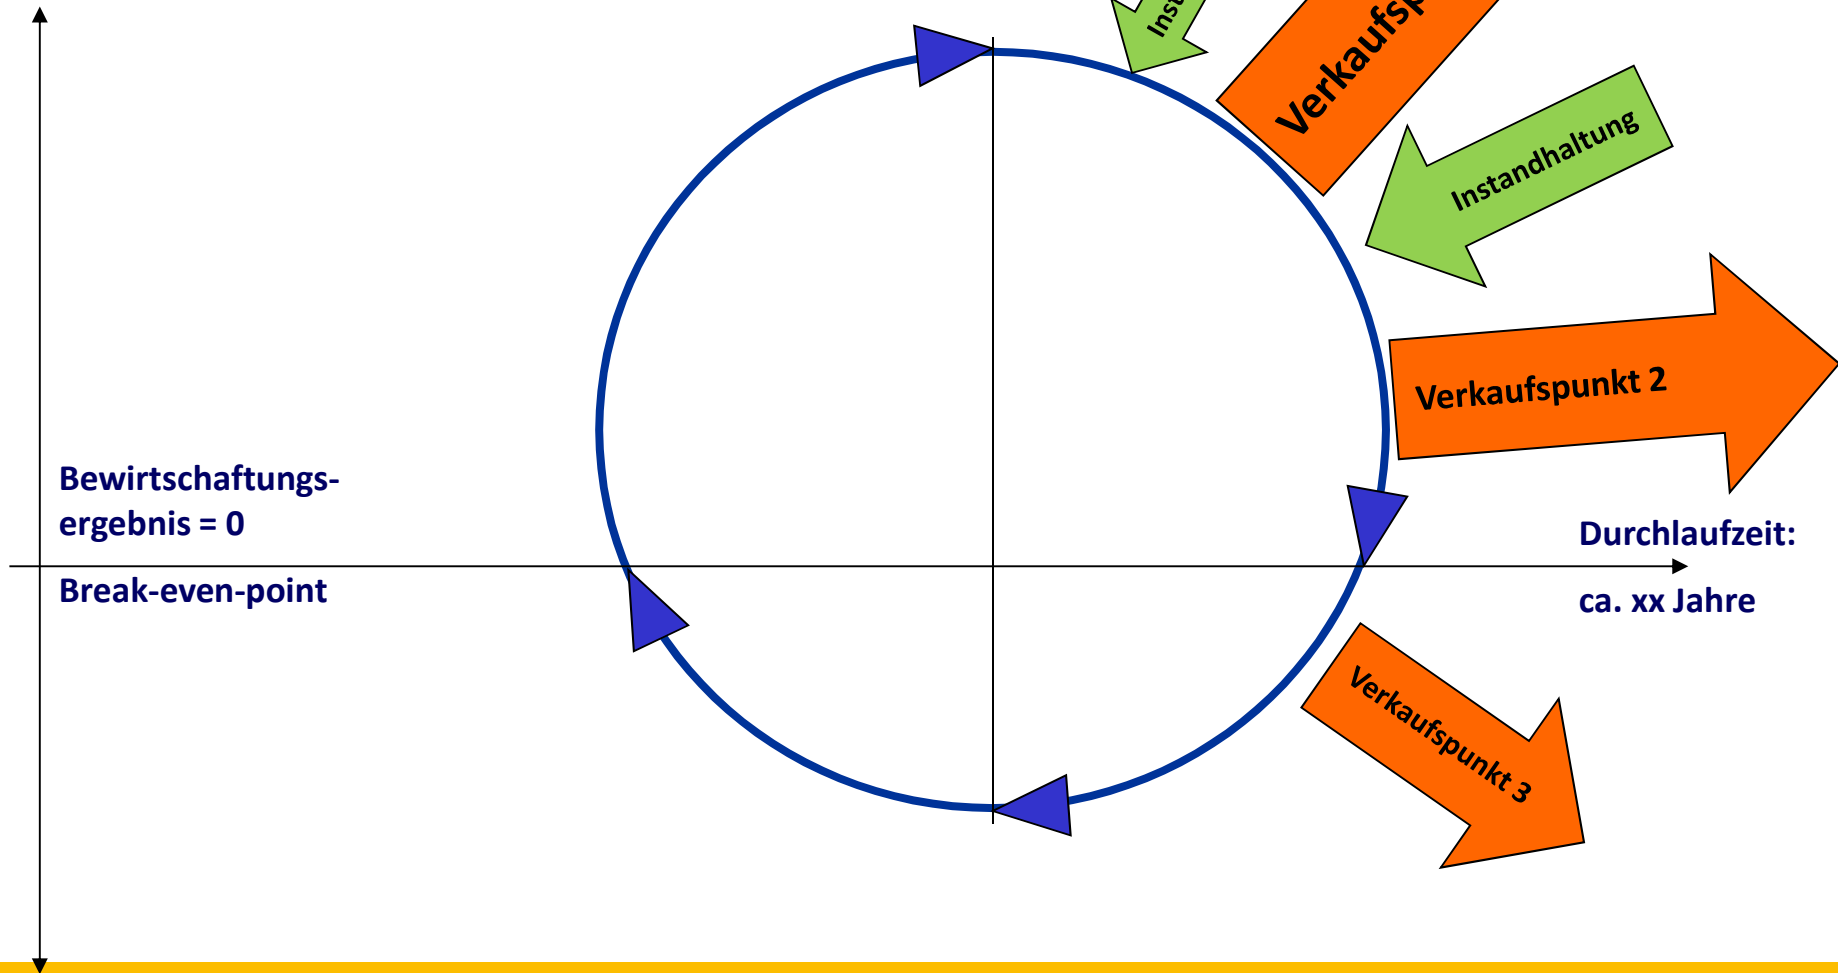 Instandhaltung
Verkaufspunkt 2
Bewirtschaftungs-
ergebnis = 0
Break-even-point
Durchlaufzeit:
ca. xx Jahre
Verkaufspunkt 3